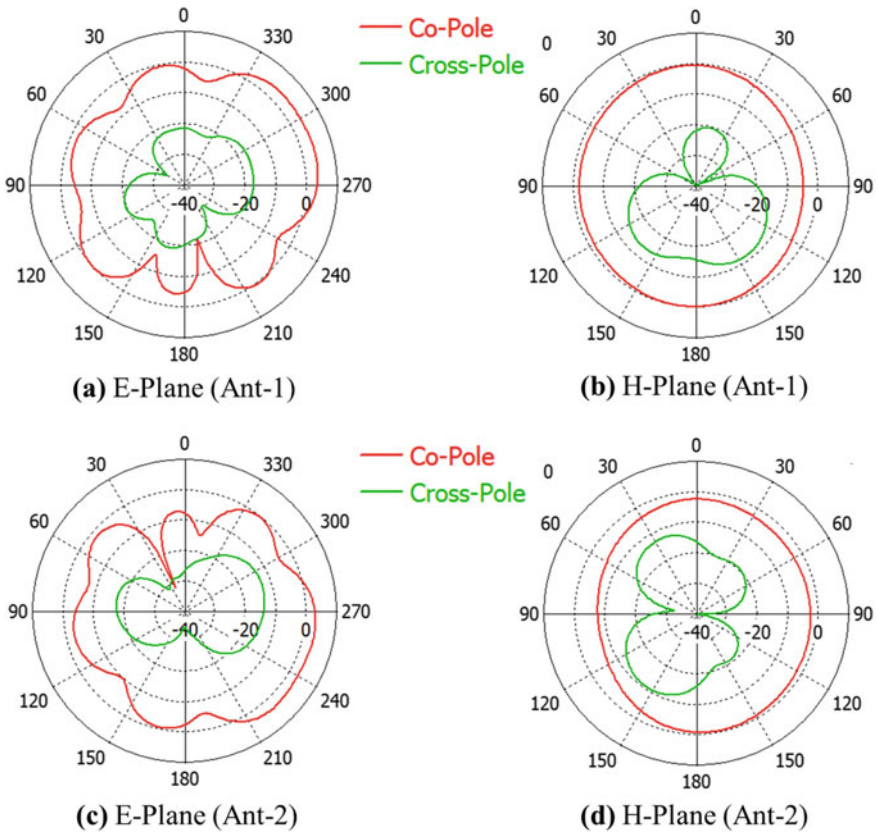 0 Co-Pole 0
30 330 Cross-Pole 0 30
60 300 60
90 -40 -20 0 270 90 -40 -20 0 90
120 240 120 120
150 210 150 150
180 180
(a) E-Plane (Ant-1) (b) H-Plane (Ant-1)
0 Co-Pole 0
30 330 Cross-Pole 0 30
60 300 60
90 -40 -20 0 270 90 -40 -20 0 90
120 240 120 120
150 210 150 150
180 180
(c) E-Plane (Ant-2) (d) H-Plane (Ant-2)